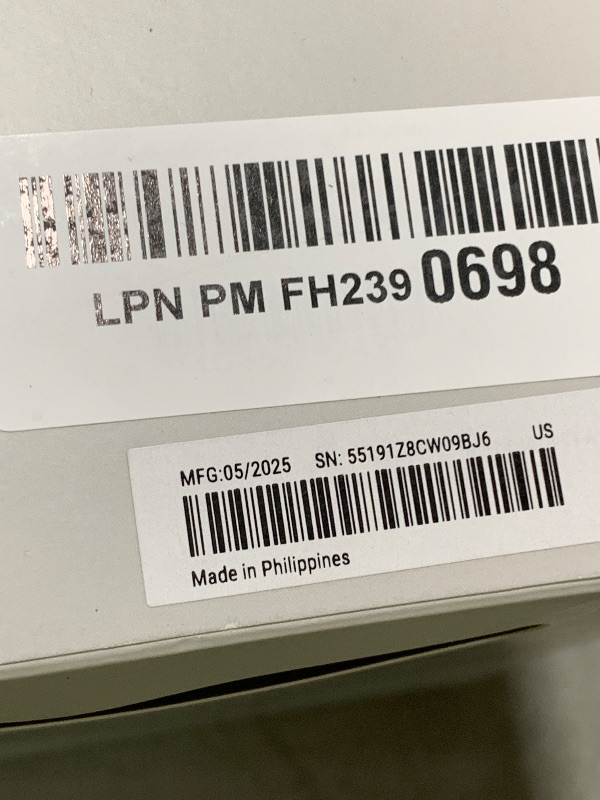 LPN PM FH239 0698
MFG:05/2025 SN: 55191Z8CW09BJ6 US
Made in Philippines